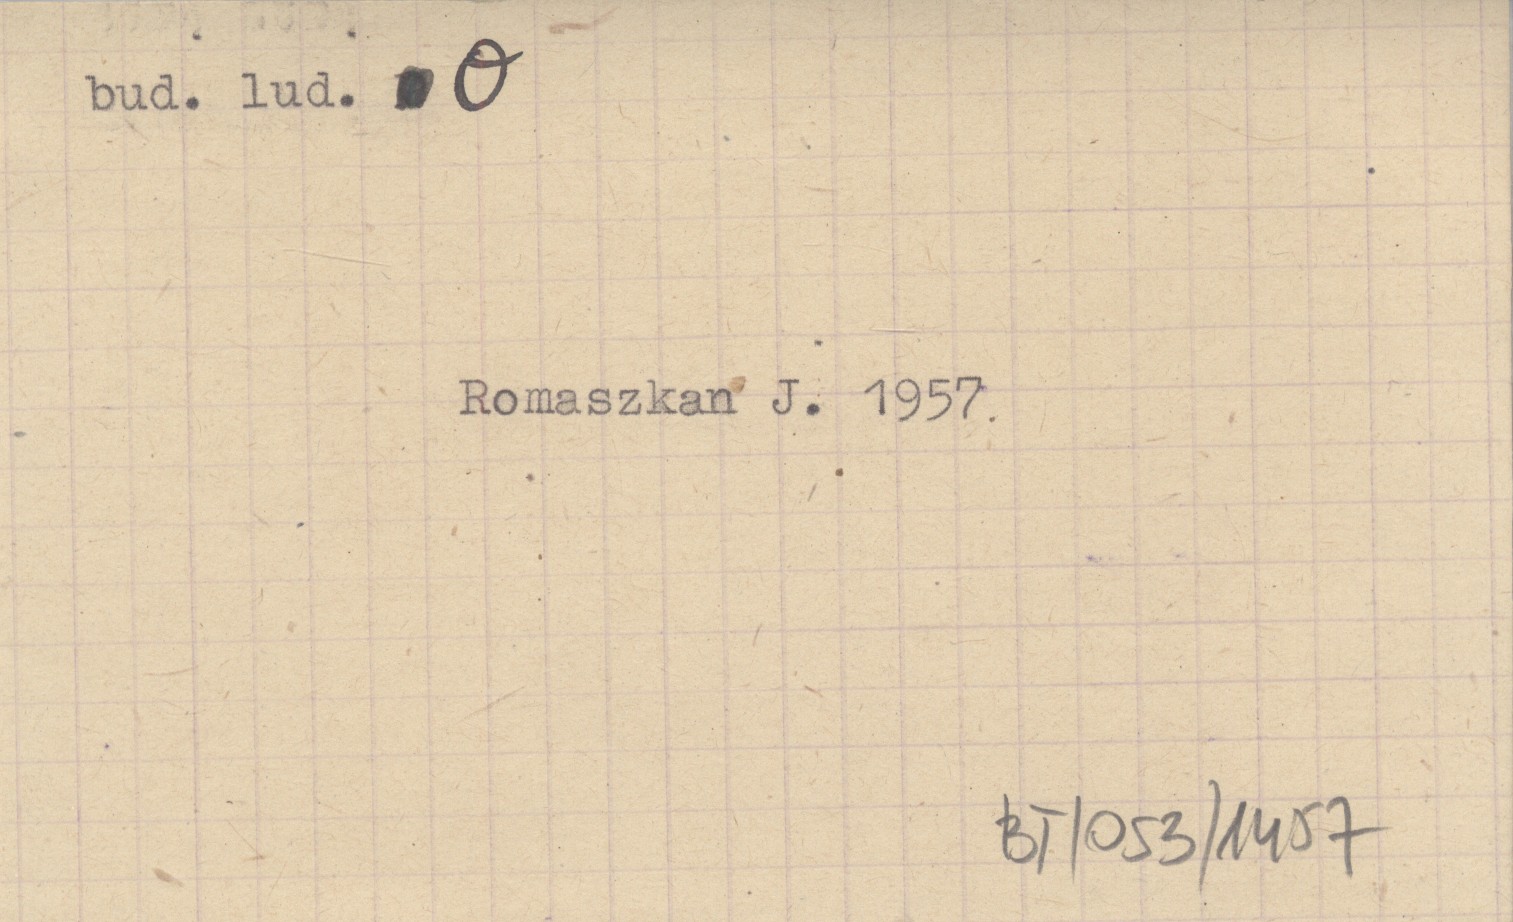 bud. lud. O
Romaszkan J. 1957.
BT/053/1457